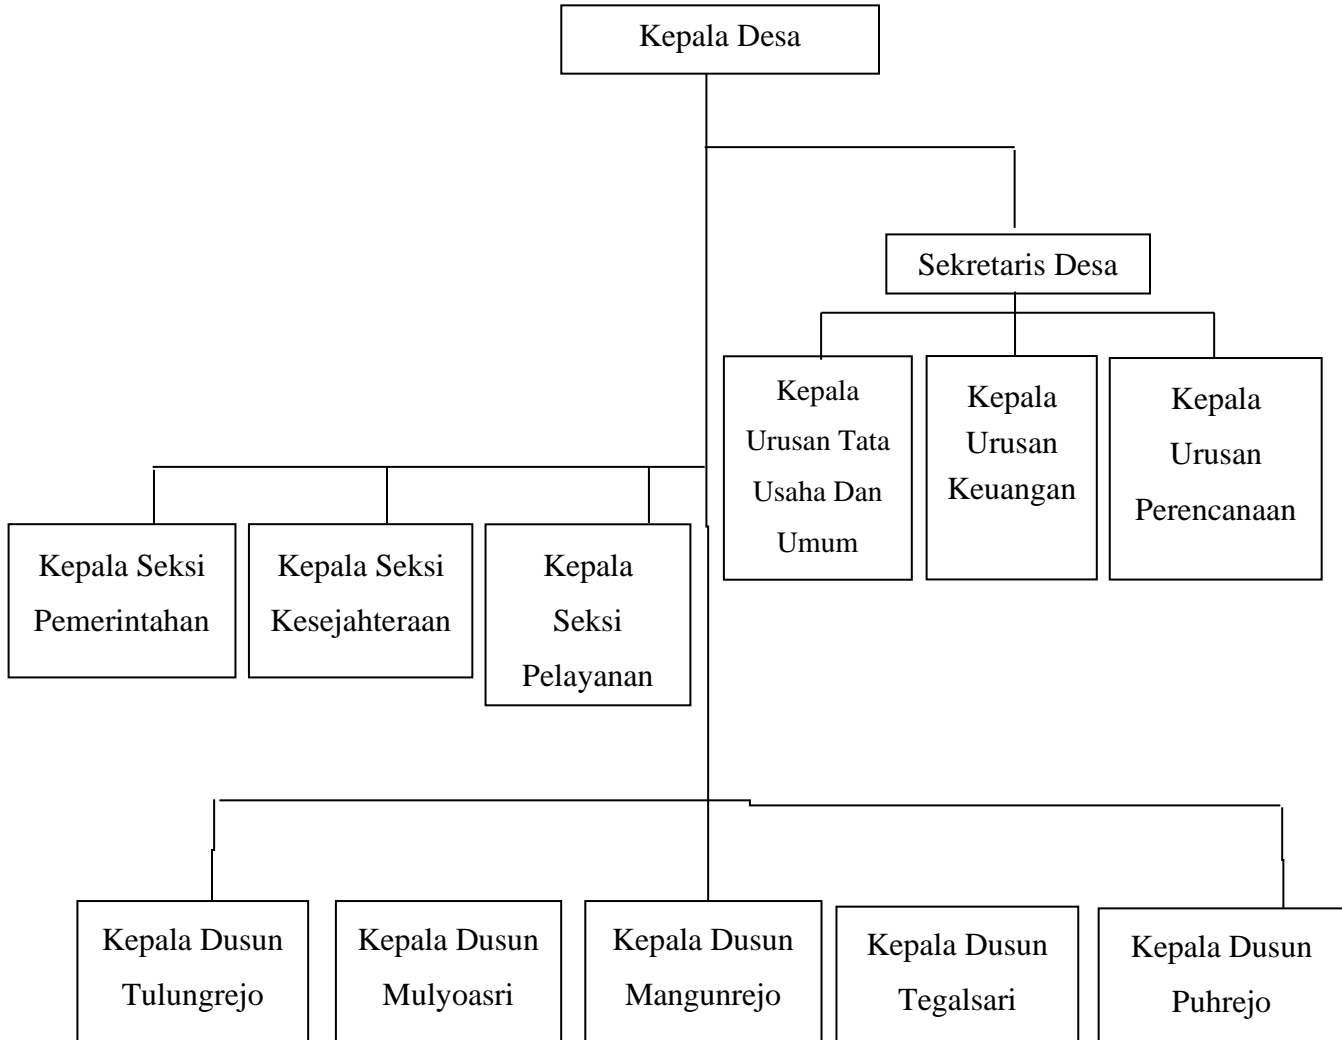 Kepala Desa
Sekretaris Desa
Kepala
Urusan Tata
Usaha Dan
Umum
Kepala
Urusan
Keuangan
Kepala
Urusan
Perencanaan
Kepala Seksi
Pemerintahan
Kepala Seksi
Kesejahteraan
Kepala
Seksi
Pelayanan
Kepala Dusun
Tulungrejo
Kepala Dusun
Mulyoasri
Kepala Dusun
Mangunrejo
Kepala Dusun
Tegalsari
Kepala Dusun
Puhrejo